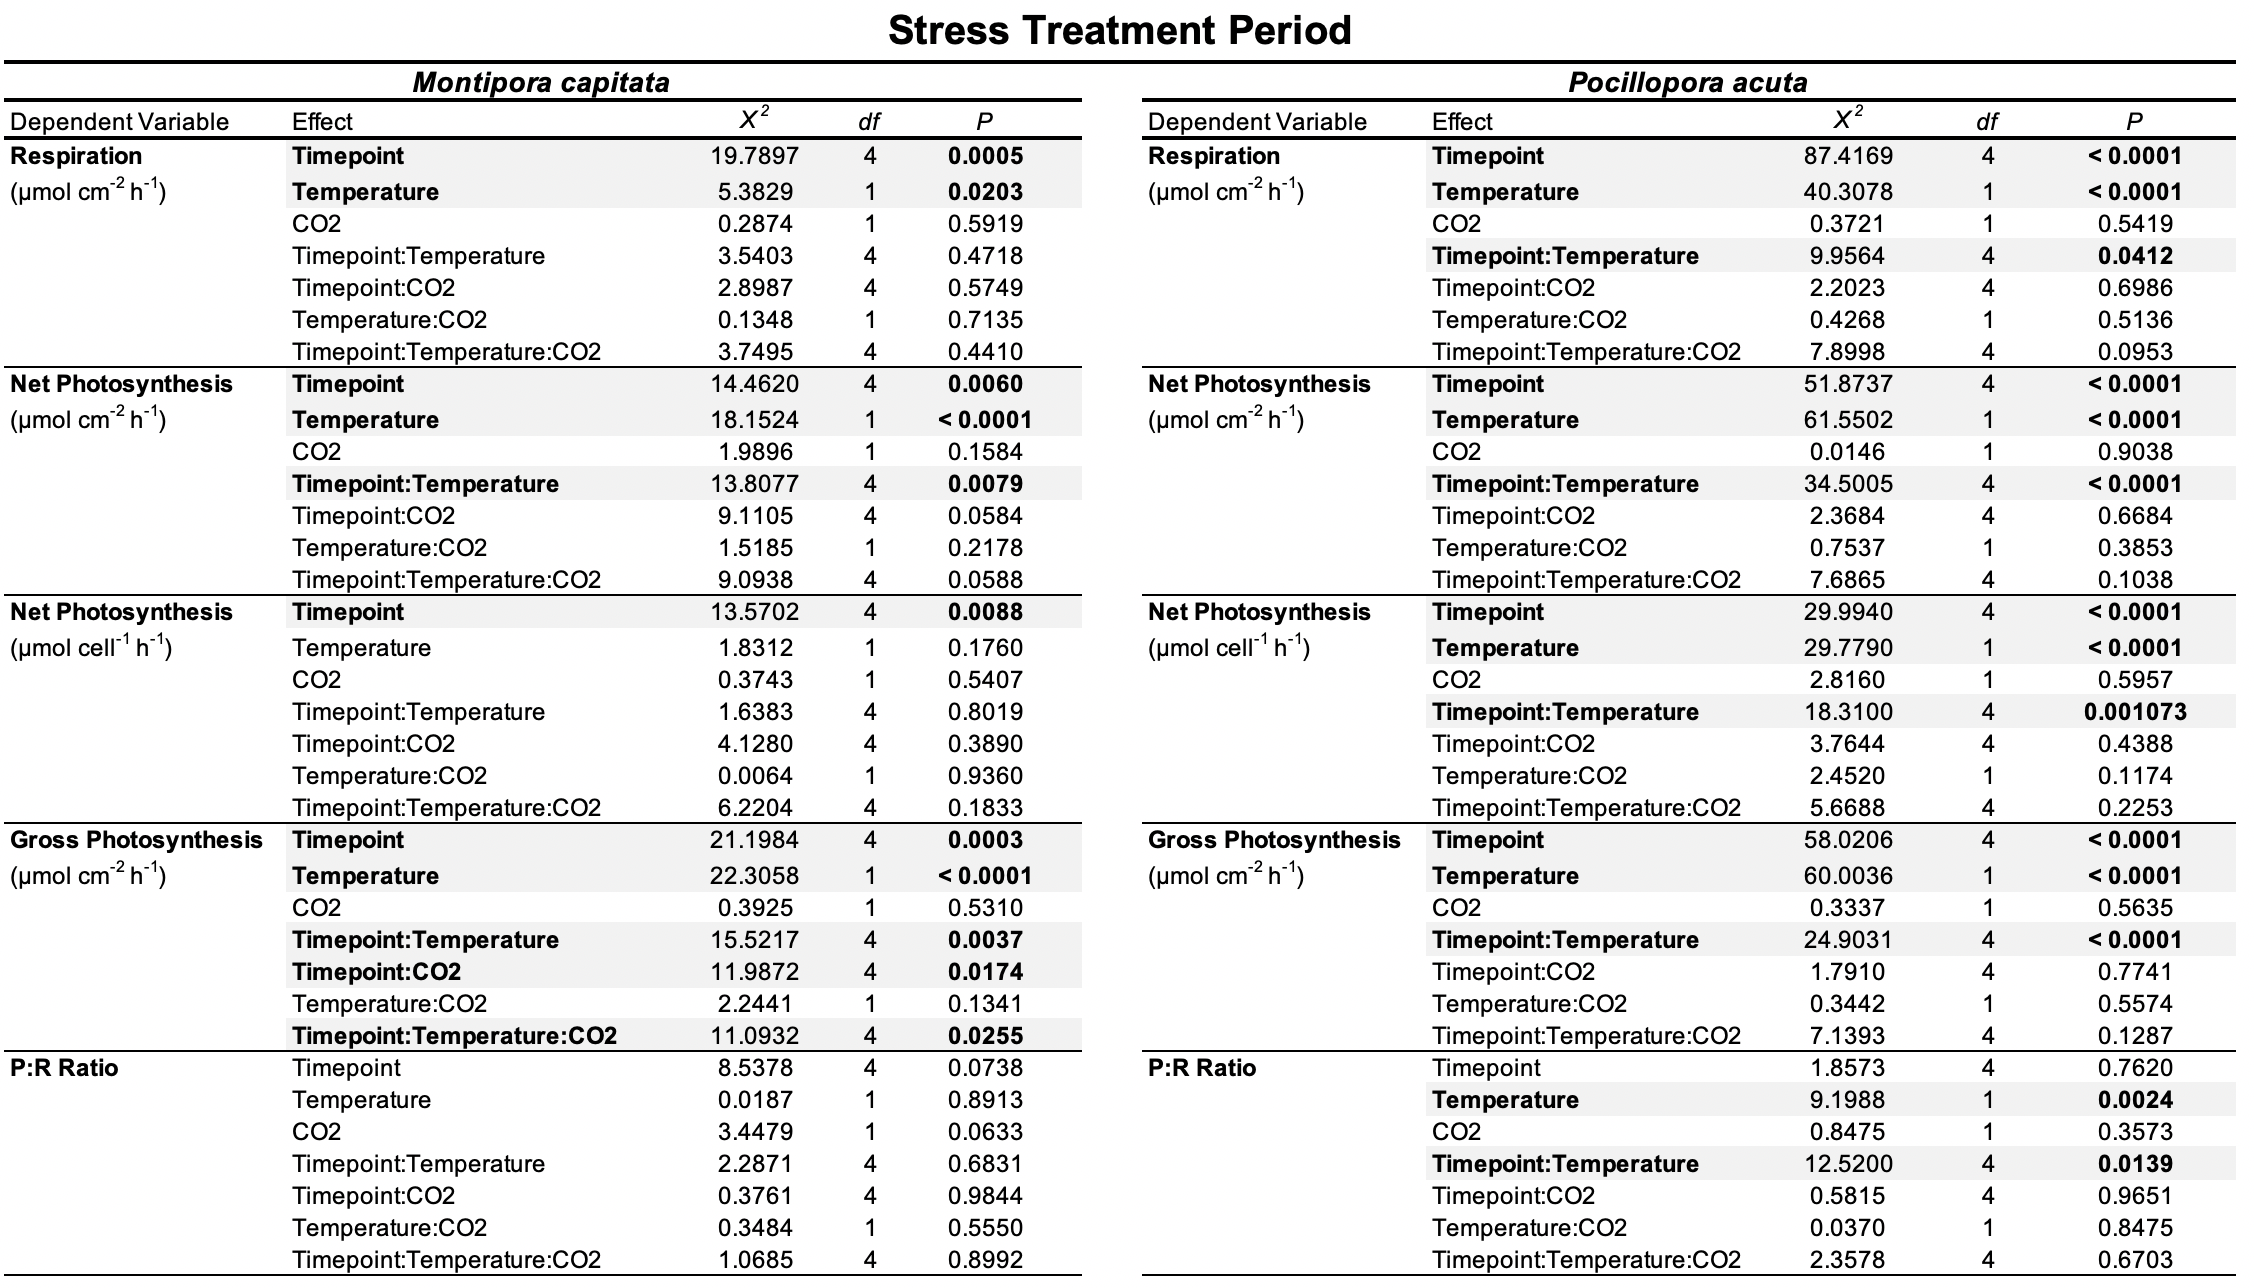 Stress Treatment Period
Montipora capitata
Dependent Variable Effect X² df P
Respiration Timepoint 19.7897 4 0.0005
(µmol cm⁻² h⁻¹) Temperature 5.3829 1 0.0203
CO2 0.2874 1 0.5919
Timepoint:Temperature 3.5403 4 0.4718
Timepoint:CO2 2.8987 4 0.5749
Temperature:CO2 0.1348 1 0.7135
Timepoint:Temperature:CO2 3.7495 4 0.4410
Net Photosynthesis Timepoint 14.4620 4 0.0060
(µmol cm⁻² h⁻¹) Temperature 18.1524 1 < 0.0001
CO2 1.9896 1 0.1584
Timepoint:Temperature 13.8077 4 0.0079
Timepoint:CO2 9.1105 4 0.0584
Temperature:CO2 1.5185 1 0.2178
Timepoint:Temperature:CO2 9.0938 4 0.0588
Net Photosynthesis Timepoint 13.5702 4 0.0088
(µmol cell⁻¹ h⁻¹) Temperature 1.8312 1 0.1760
CO2 0.3743 1 0.5407
Timepoint:Temperature 1.6383 4 0.8019
Timepoint:CO2 4.1280 4 0.3890
Temperature:CO2 0.0064 1 0.9360
Timepoint:Temperature:CO2 6.2204 4 0.1833
Gross Photosynthesis Timepoint 21.1984 4 0.0003
(µmol cm⁻² h⁻¹) Temperature 22.3058 1 < 0.0001
CO2 0.3925 1 0.5310
Timepoint:Temperature 15.5217 4 0.0037
Timepoint:CO2 11.9872 4 0.0174
Temperature:CO2 2.2441 1 0.1341
Timepoint:Temperature:CO2 11.0932 4 0.0255
P:R Ratio Timepoint 8.5378 4 0.0738
Temperature 0.0187 1 0.8913
CO2 3.4479 1 0.0633
Timepoint:Temperature 2.2871 4 0.6831
Timepoint:CO2 0.3761 4 0.9844
Temperature:CO2 0.3484 1 0.5550
Timepoint:Temperature:CO2 1.0685 4 0.8992
Pocillopora acuta
Dependent Variable Effect X² df P
Respiration Timepoint 87.4169 4 < 0.0001
(µmol cm⁻² h⁻¹) Temperature 40.3078 1 < 0.0001
CO2 0.3721 1 0.5419
Timepoint:Temperature 9.9564 4 0.0412
Timepoint:CO2 2.2023 4 0.6986
Temperature:CO2 0.4268 1 0.5136
Timepoint:Temperature:CO2 7.8998 4 0.0953
Net Photosynthesis Timepoint 51.8737 4 < 0.0001
(µmol cm⁻² h⁻¹) Temperature 61.5502 1 < 0.0001
CO2 0.0146 1 0.9038
Timepoint:Temperature 34.5005 4 < 0.0001
Timepoint:CO2 2.3684 4 0.6684
Temperature:CO2 0.7537 1 0.3853
Timepoint:Temperature:CO2 7.6865 4 0.1038
Net Photosynthesis Timepoint 29.9940 4 < 0.0001
(µmol cell⁻¹ h⁻¹) Temperature 29.7790 1 < 0.0001
CO2 2.8160 1 0.5957
Timepoint:Temperature 18.3100 4 0.001073
Timepoint:CO2 3.7644 4 0.4388
Temperature:CO2 2.4520 1 0.1174
Timepoint:Temperature:CO2 5.6688 4 0.2253
Gross Photosynthesis Timepoint 58.0206 4 < 0.0001
(µmol cm⁻² h⁻¹) Temperature 60.0036 1 < 0.0001
CO2 0.3337 1 0.5635
Timepoint:Temperature 24.9031 4 < 0.0001
Timepoint:CO2 1.7910 4 0.7741
Temperature:CO2 0.3442 1 0.5574
Timepoint:Temperature:CO2 7.1393 4 0.1287
P:R Ratio Timepoint 1.8573 4 0.7620
Temperature 9.1988 1 0.0024
CO2 0.8475 1 0.3573
Timepoint:Temperature 12.5200 4 0.0139
Timepoint:CO2 0.5815 4 0.9651
Temperature:CO2 0.0370 1 0.8475
Timepoint:Temperature:CO2 2.3578 4 0.6703